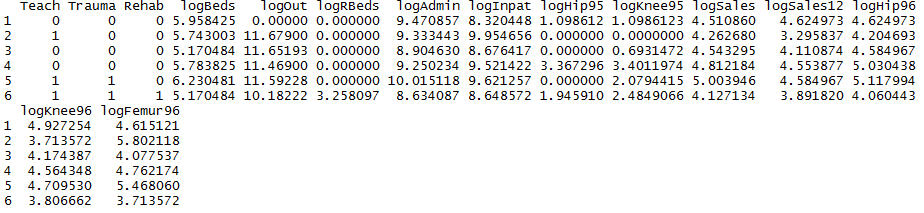 Teach Trauma Rehab logBeds logOut logRBeds logAdmin logInpat logHip95 logKnee95 logSales logSales12 logHip96
1 0 0 0 5.958425 0.00000 0.000000 9.470857 8.320448 1.098612 1.0986123 4.510860 4.624973 4.624973
2 1 0 0 5.743003 11.67900 0.000000 9.333443 9.954656 0.000000 0.0000000 4.262680 3.295837 4.204693
3 0 0 0 5.170484 11.65193 0.000000 8.904630 8.676417 0.000000 0.6931472 4.543295 4.110874 4.584967
4 0 0 0 5.783825 11.46900 0.000000 9.250234 9.521422 3.367296 3.4011974 4.812184 4.553877 5.030438
5 1 1 0 6.230481 11.59228 0.000000 10.015118 9.621257 0.000000 2.0794415 5.003946 4.584967 5.117994
6 1 1 1 5.170484 10.18222 3.258097 8.634087 8.648572 1.945910 2.4849066 4.127134 3.891820 4.060443
logKnee96 logFemur96
1 4.927254 4.615121
2 3.713572 5.802118
3 4.174387 4.077537
4 4.564348 4.762174
5 4.709530 5.468060
6 3.806662 3.713572